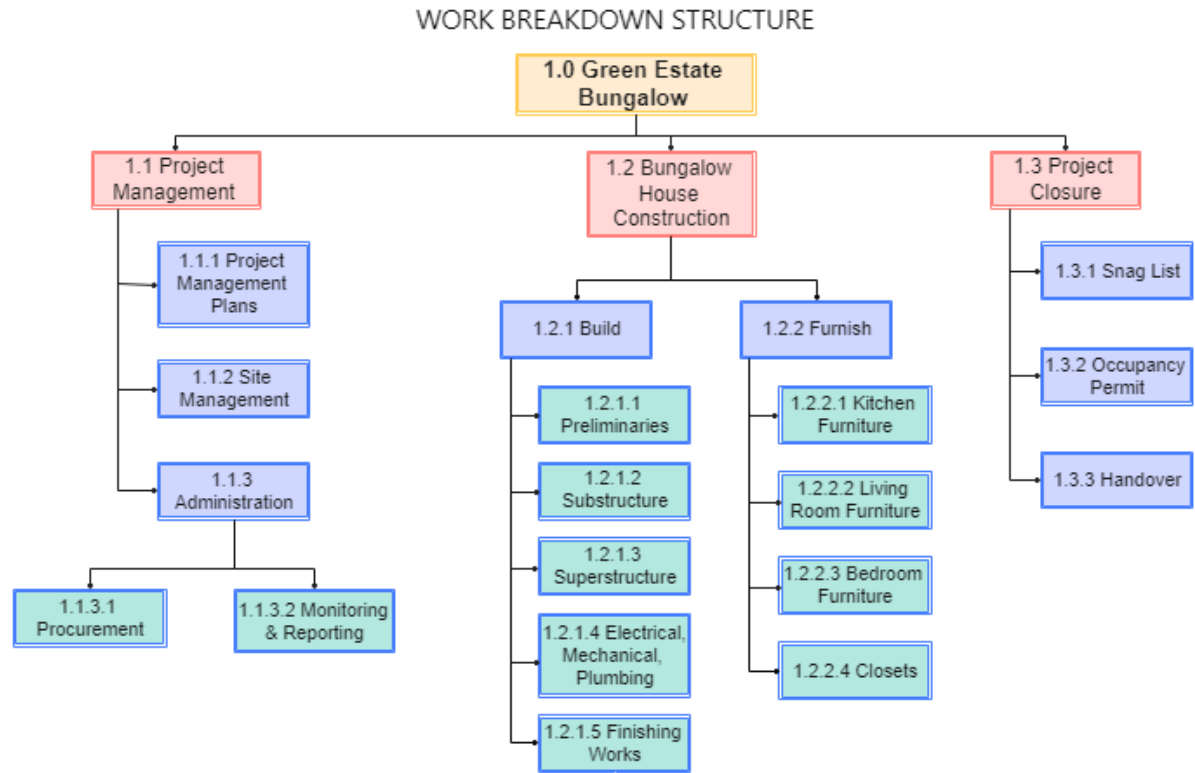 WORK BREAKDOWN STRUCTURE
1.0 Green Estate
Bungalow
1.1 Project
Management
1.2 Bungalow
House
Construction
1.3 Project
Closure
1.1.1 Project
Management
Plans
1.1.2 Site
Management
1.1.3
Administration
1.1.3.1
Procurement
1.1.3.2 Monitoring
& Reporting
1.2.1 Build
1.2.1.1
Preliminaries
1.2.1.2
Substructure
1.2.1.3
Superstructure
1.2.1.4 Electrical,
Mechanical,
Plumbing
1.2.1.5 Finishing
Works
1.2.2 Furnish
1.2.2.1 Kitchen
Furniture
1.2.2.2 Living
Room Furniture
1.2.2.3 Bedroom
Furniture
1.2.2.4 Closets
1.3.1 Snag List
1.3.2 Occupancy
Permit
1.3.3 Handover